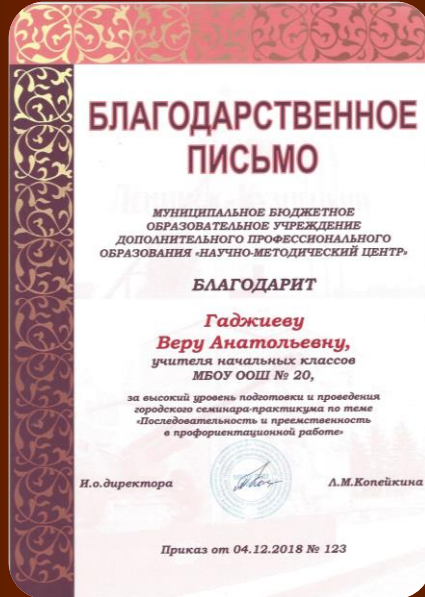 БЛАГОДАРСТВЕННОЕ
ПИСЬМО
МУНИЦИПАЛЬНОЕ БЮДЖЕТНОЕ
ОБРАЗОВАТЕЛЬНОЕ УЧРЕЖДЕНИЕ
ДОПОЛНИТЕЛЬНОГО ПРОФЕССИОНАЛЬНОГО
ОБРАЗОВАНИЯ «НАУЧНО-МЕТОДИЧЕСКИЙ ЦЕНТР»
БЛАГОДАРИТ
Гаджиеву
Веру Анатольевну,
учителя начальных классов
МБОУ ООШ № 20,
за высокий уровень подготовки и проведения
городского семинара-практикума по теме
«Последовательность и преемственность
в профориентационной работе»
И.о.директора
Л.М.Копейкина
Приказ от 04.12.2018 № 123